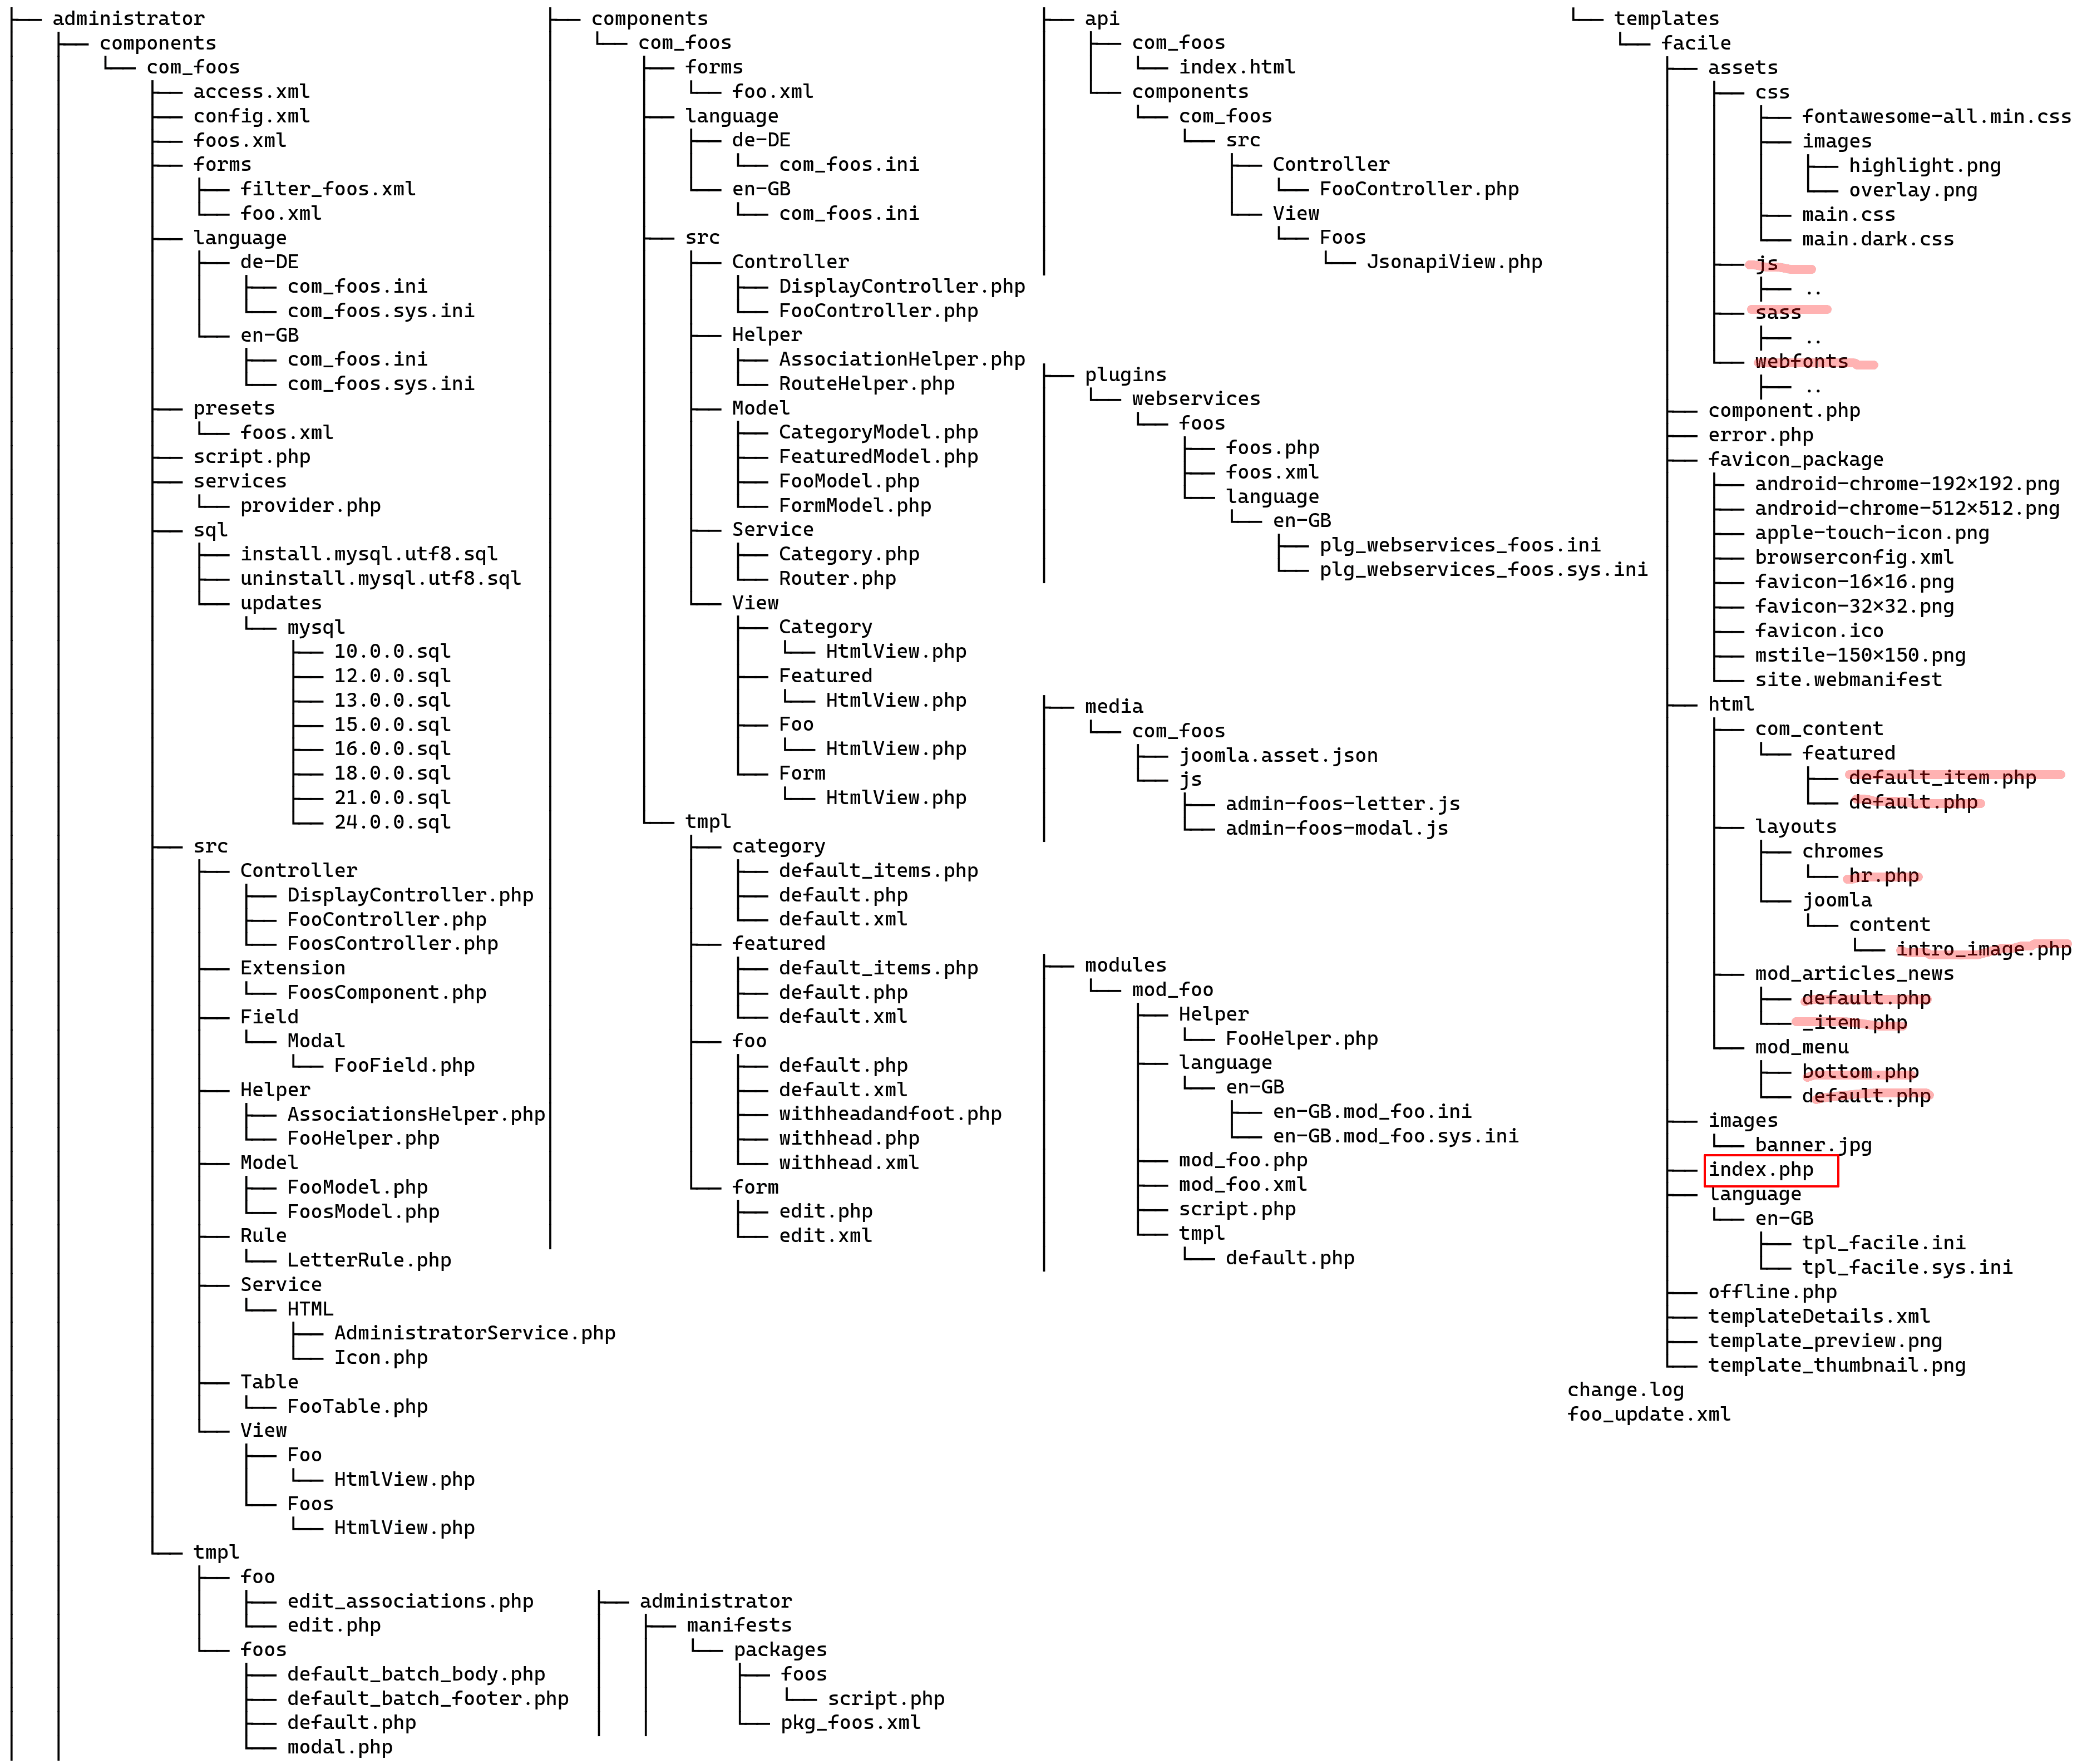 administrator
components
com_foos
access.xml
config.xml
foos.xml
forms
filter_foos.xml
foo.xml
language
de-DE
com_foos.ini
com_foos.sys.ini
en-GB
com_foos.ini
com_foos.sys.ini
presets
foos.xml
script.php
services
provider.php
sql
install.mysql.utf8.sql
uninstall.mysql.utf8.sql
updates
mysql
10.0.0.sql
12.0.0.sql
13.0.0.sql
15.0.0.sql
16.0.0.sql
18.0.0.sql
21.0.0.sql
24.0.0.sql
src
Controller
DisplayController.php
FooController.php
FoosController.php
Extension
FoosComponent.php
Field
Modal
FooField.php
Helper
AssociationsHelper.php
FooHelper.php
Model
FooModel.php
FoosModel.php
Rule
LetterRule.php
Service
HTML
AdministratorService.php
Icon.php
Table
FooTable.php
View
Foo
HtmlView.php
Foos
HtmlView.php
tmpl
foo
edit_associations.php
edit.php
foos
default_batch_body.php
default_batch_footer.php
default.php
modal.php
components
com_foos
forms
foo.xml
language
de-DE
com_foos.ini
en-GB
com_foos.ini
src
Controller
DisplayController.php
FooController.php
Helper
AssociationHelper.php
RouteHelper.php
Model
CategoryModel.php
FeaturedModel.php
FooModel.php
FormModel.php
Service
Category.php
Router.php
View
Category
HtmlView.php
Featured
HtmlView.php
Foo
HtmlView.php
Form
HtmlView.php
tmpl
category
default_items.php
default.php
default.xml
featured
default_items.php
default.php
default.xml
foo
default.php
default.xml
withheadandfoot.php
withhead.php
withhead.xml
form
edit.php
edit.xml
administrator
manifests
packages
foos
script.php
pkg_foos.xml
api
com_foos
index.html
components
com_foos
src
Controller
FooController.php
View
Foos
JsonapiView.php
plugins
webservices
foos
foos.php
foos.xml
language
en-GB
plg_webservices_foos.ini
plg_webservices_foos.sys.ini
media
com_foos
joomla.asset.json
js
admin-foos-letter.js
admin-foos-modal.js
modules
mod_foo
Helper
FooHelper.php
language
en-GB
en-GB.mod_foo.ini
en-GB.mod_foo.sys.ini
mod_foo.php
mod_foo.xml
script.php
tmpl
default.php
templates
facile
assets
css
fontawesome-all.min.css
images
highlight.png
overlay.png
main.css
main.dark.css
js
..
sass
..
webfonts
..
component.php
error.php
favicon_package
android-chrome-192×192.png
android-chrome-512×512.png
apple-touch-icon.png
browserconfig.xml
favicon-16×16.png
favicon-32×32.png
favicon.ico
mstile-150×150.png
site.webmanifest
html
com_content
featured
default_item.php
default.php
layouts
chromes
hr.php
joomla
content
intro_image.php
mod_articles_news
default.php
_item.php
mod_menu
bottom.php
default.php
images
banner.jpg
index.php
language
en-GB
tpl_facile.ini
tpl_facile.sys.ini
offline.php
templateDetails.xml
template_preview.png
template_thumbnail.png
change.log
foo_update.xml